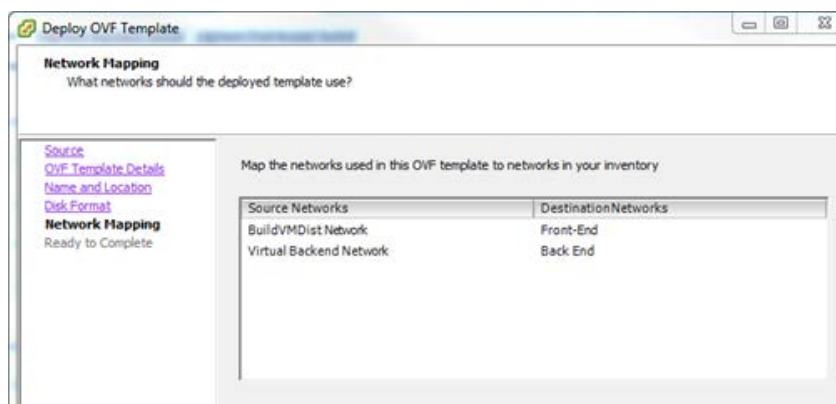 Deploy OVF Template
Network Mapping
What networks should the deployed template use?
Source
OVF Template Details
Name and Location
Disk Format
Network Mapping
Ready to Complete
Map the networks used in this OVF template to networks in your inventory
Source Networks DestinationNetworks
BuildVMDist Network Front-End
Virtual Backend Network Back End